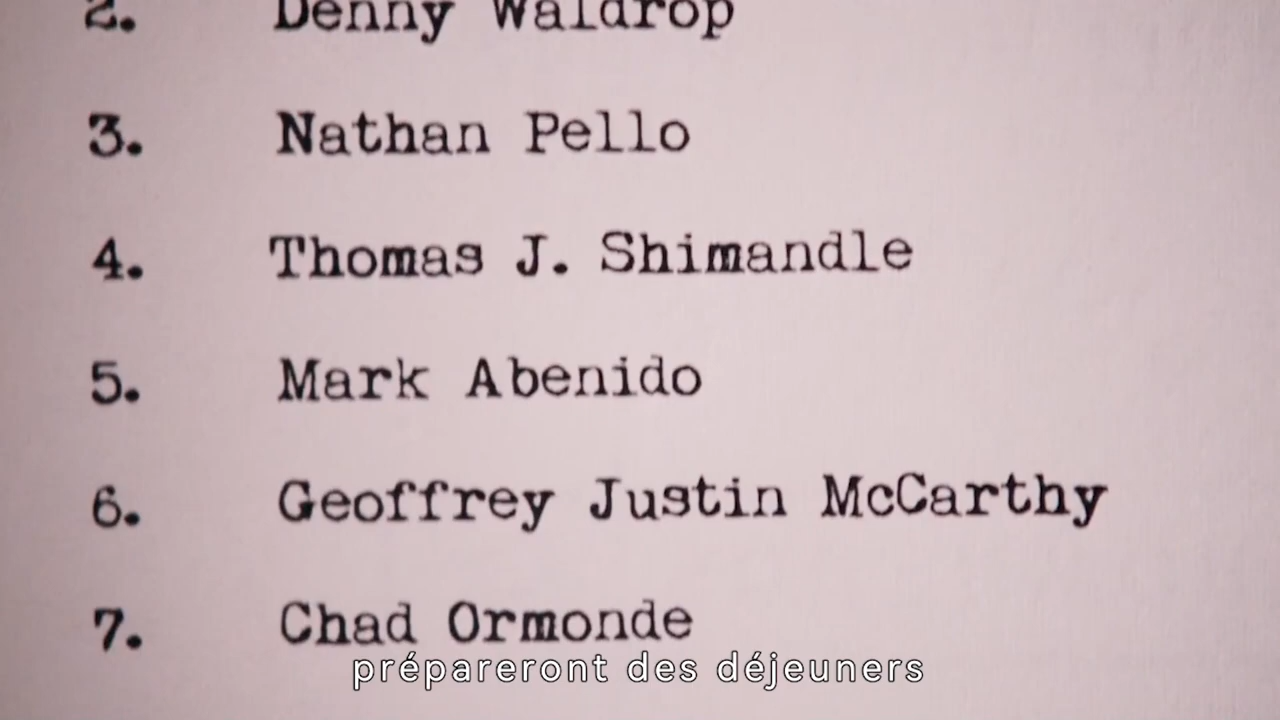 2. Denny Waldrop
3. Nathan Pello
4. Thomas J. Shimandle
5. Mark Abenido
6. Geoffrey Justin McCarthy
7. Chad Ormonde
prépareront des déjeuners